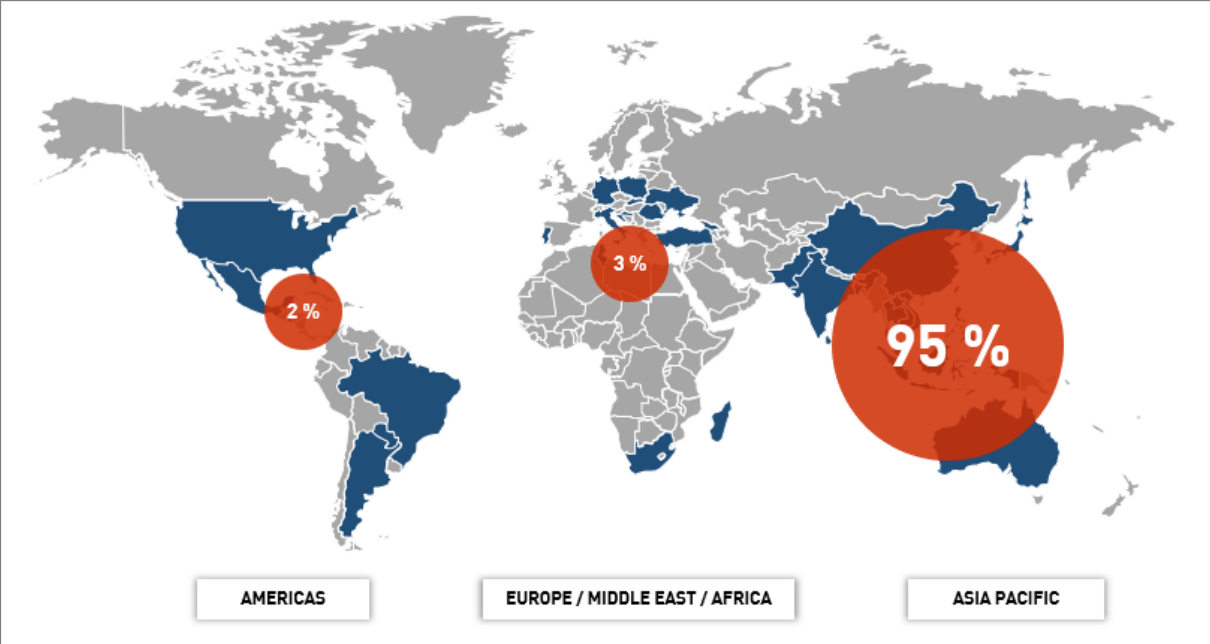 3 %
2 %
95 %
AMERICAS
EUROPE / MIDDLE EAST / AFRICA
ASIA PACIFIC